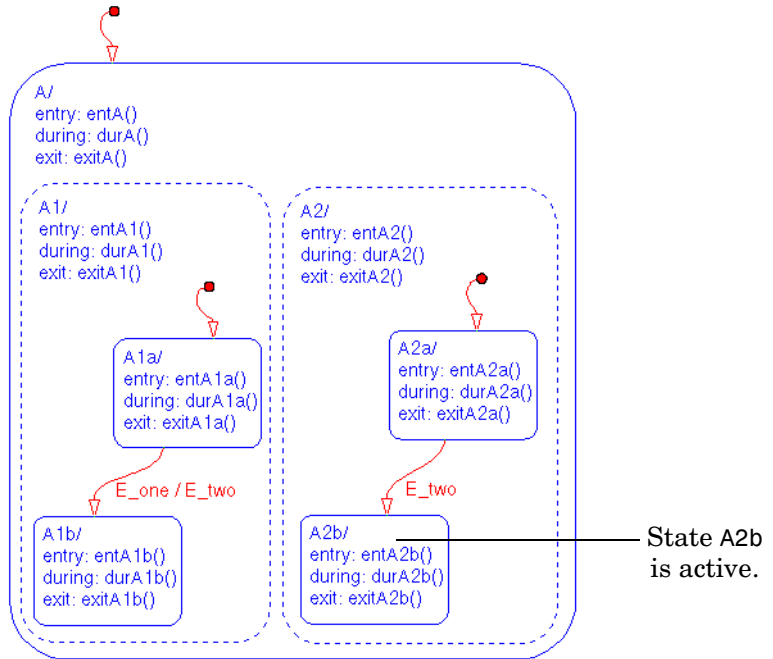 A/
entry: entA()
during: durA()
exit: exitA()
A1/
entry: entA1()
during: durA1()
exit: exitA1()
A2/
entry: entA2()
during: durA2()
exit: exitA2()
A1a/
entry: entA1a()
during: durA1a()
exit: exitA1a()
A2a/
entry: entA2a()
during: durA2a()
exit: exitA2a()
E_one / E_two
E_two
A1b/
entry: entA1b()
during: durA1b()
exit: exitA1b()
A2b/
entry: entA2b()
during: durA2b()
exit: exitA2b()
State A2b
is active.